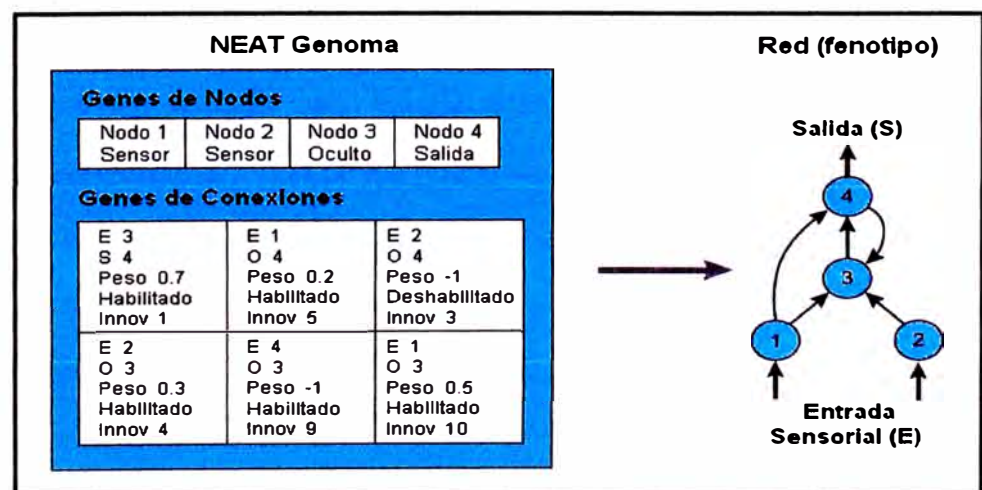 NEAT Genoma
Genes de Nodos
Nodo 1
Sensor
Nodo 2
Sensor
Nodo 3
Oculto
Nodo 4
Salida
Genes de Conexiones
E 3
S 4
Peso 0.7
Habilitado
Innov 1
E 1
O 4
Peso 0.2
Habilitado
Innov 5
E 2
O 4
Peso -1
Deshabilitado
Innov 3
E 2
O 3
Peso 0.3
Habilitado
Innov 4
E 4
O 3
Peso -1
Habilitado
Innov 9
E 1
O 3
Peso 0.5
Habilitado
Innov 10
Red (fenotipo)
Salida (S)
4
3
1
2
Entrada
Sensorial (E)